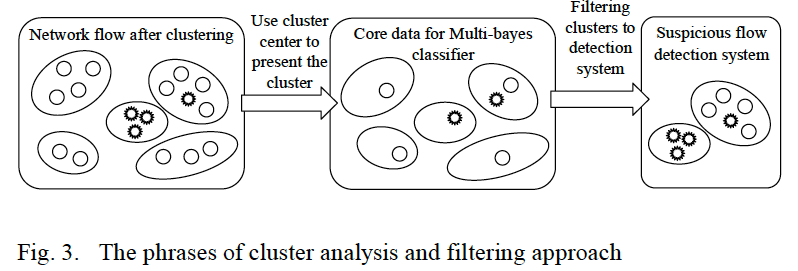 Network flow after clustering
Use cluster
center to
present the
cluster
Core data for Multi-bayes
classifier
Filtering
clusters to
detection
system
Suspicious flow
detection system
Fig. 3. The phrases of cluster analysis and filtering approach